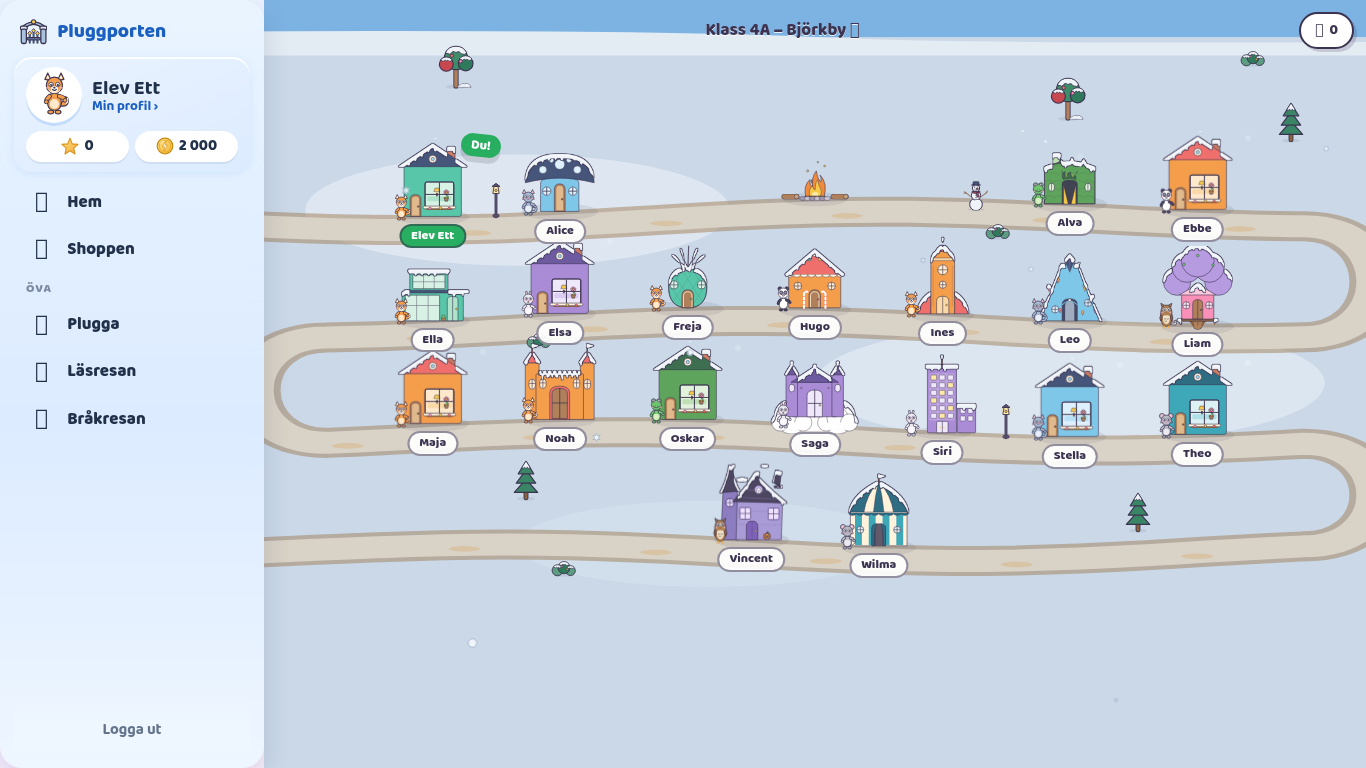 Pluggporten
Elev Ett
Min profil ›
0
2 000
Hem
Shoppen
ÖVA
Plugga
Läsresan
Bråkresan
Logga ut
Klass 4A – Björkby
0
Du!
Elev Ett
Alice
Alva
Ebbe
Ella
Elsa
Freja
Hugo
Ines
Leo
Liam
Maja
Noah
Oskar
Saga
Siri
Stella
Theo
Vincent
Wilma